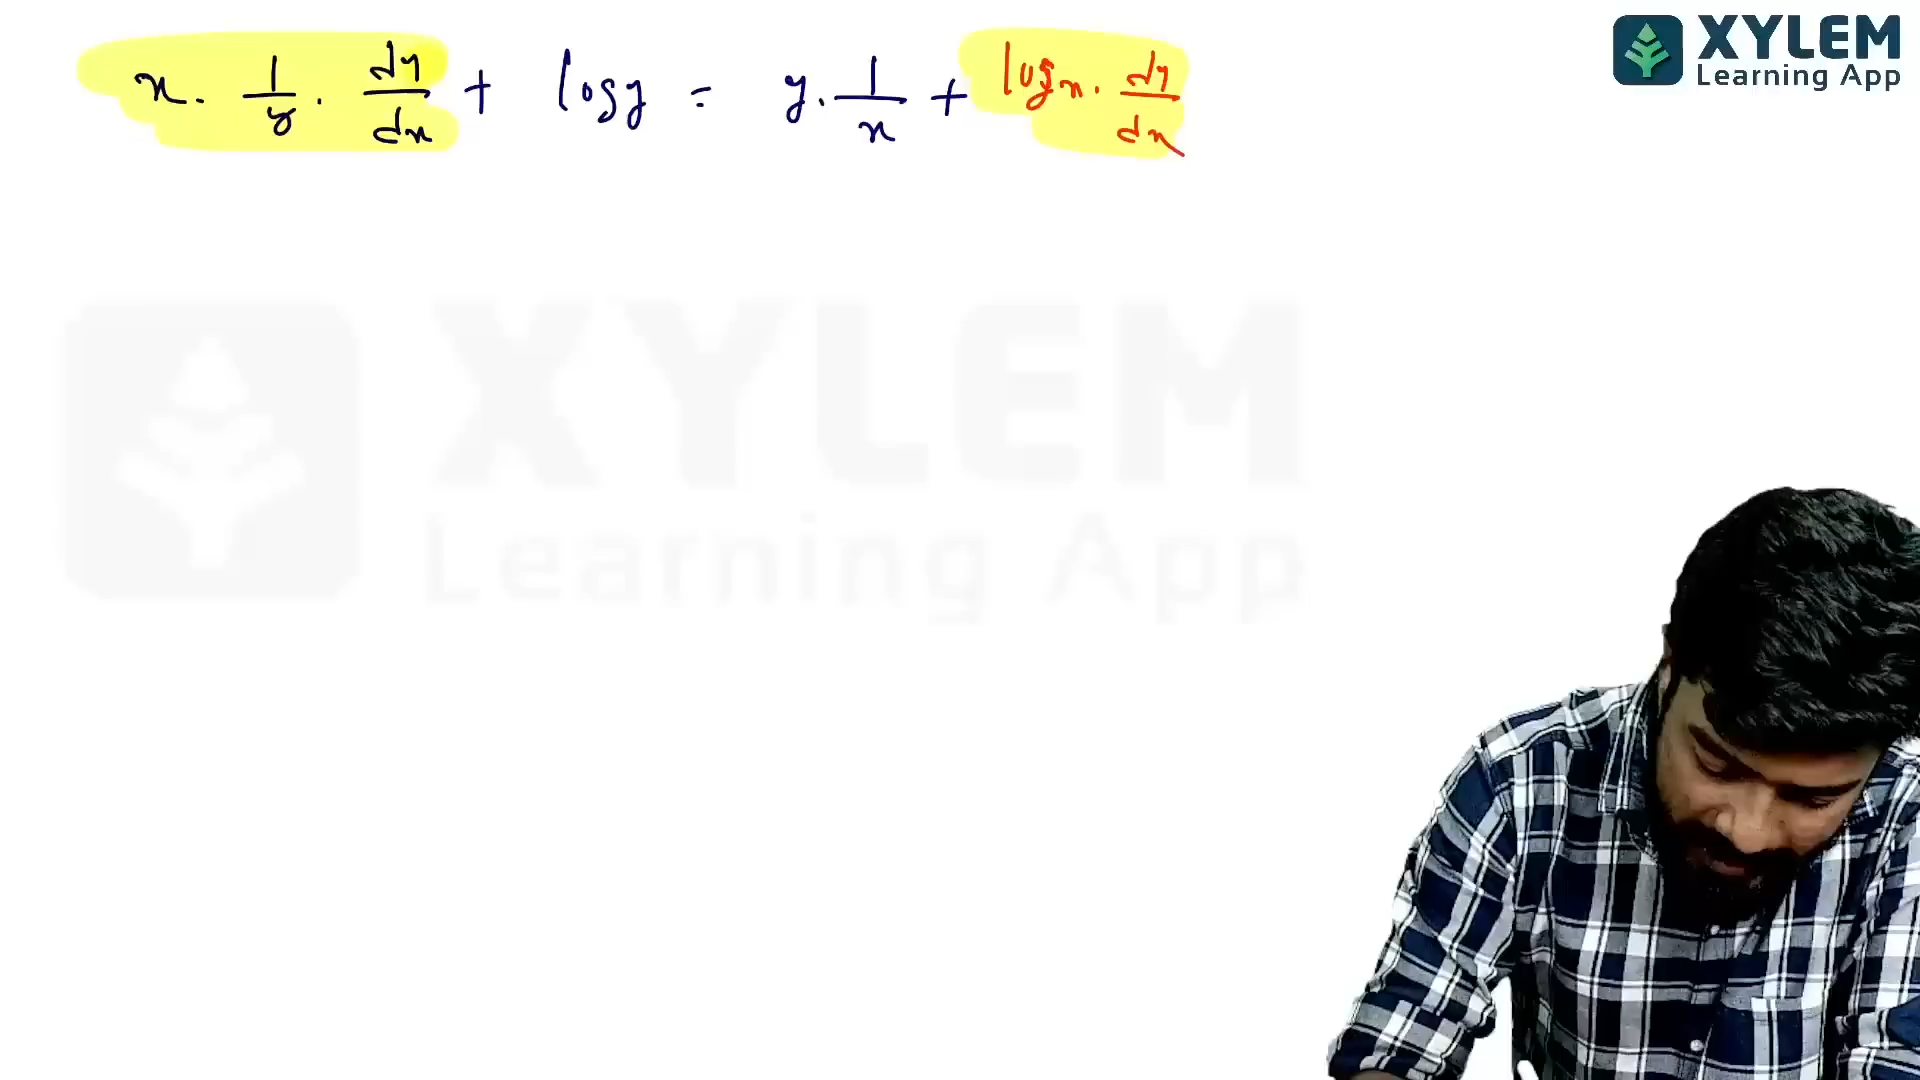 x · 1/y · dy/dx + log y = y · 1/x + log x · dy/dx
XYLEM
Learning App
XYLEM
Learning App